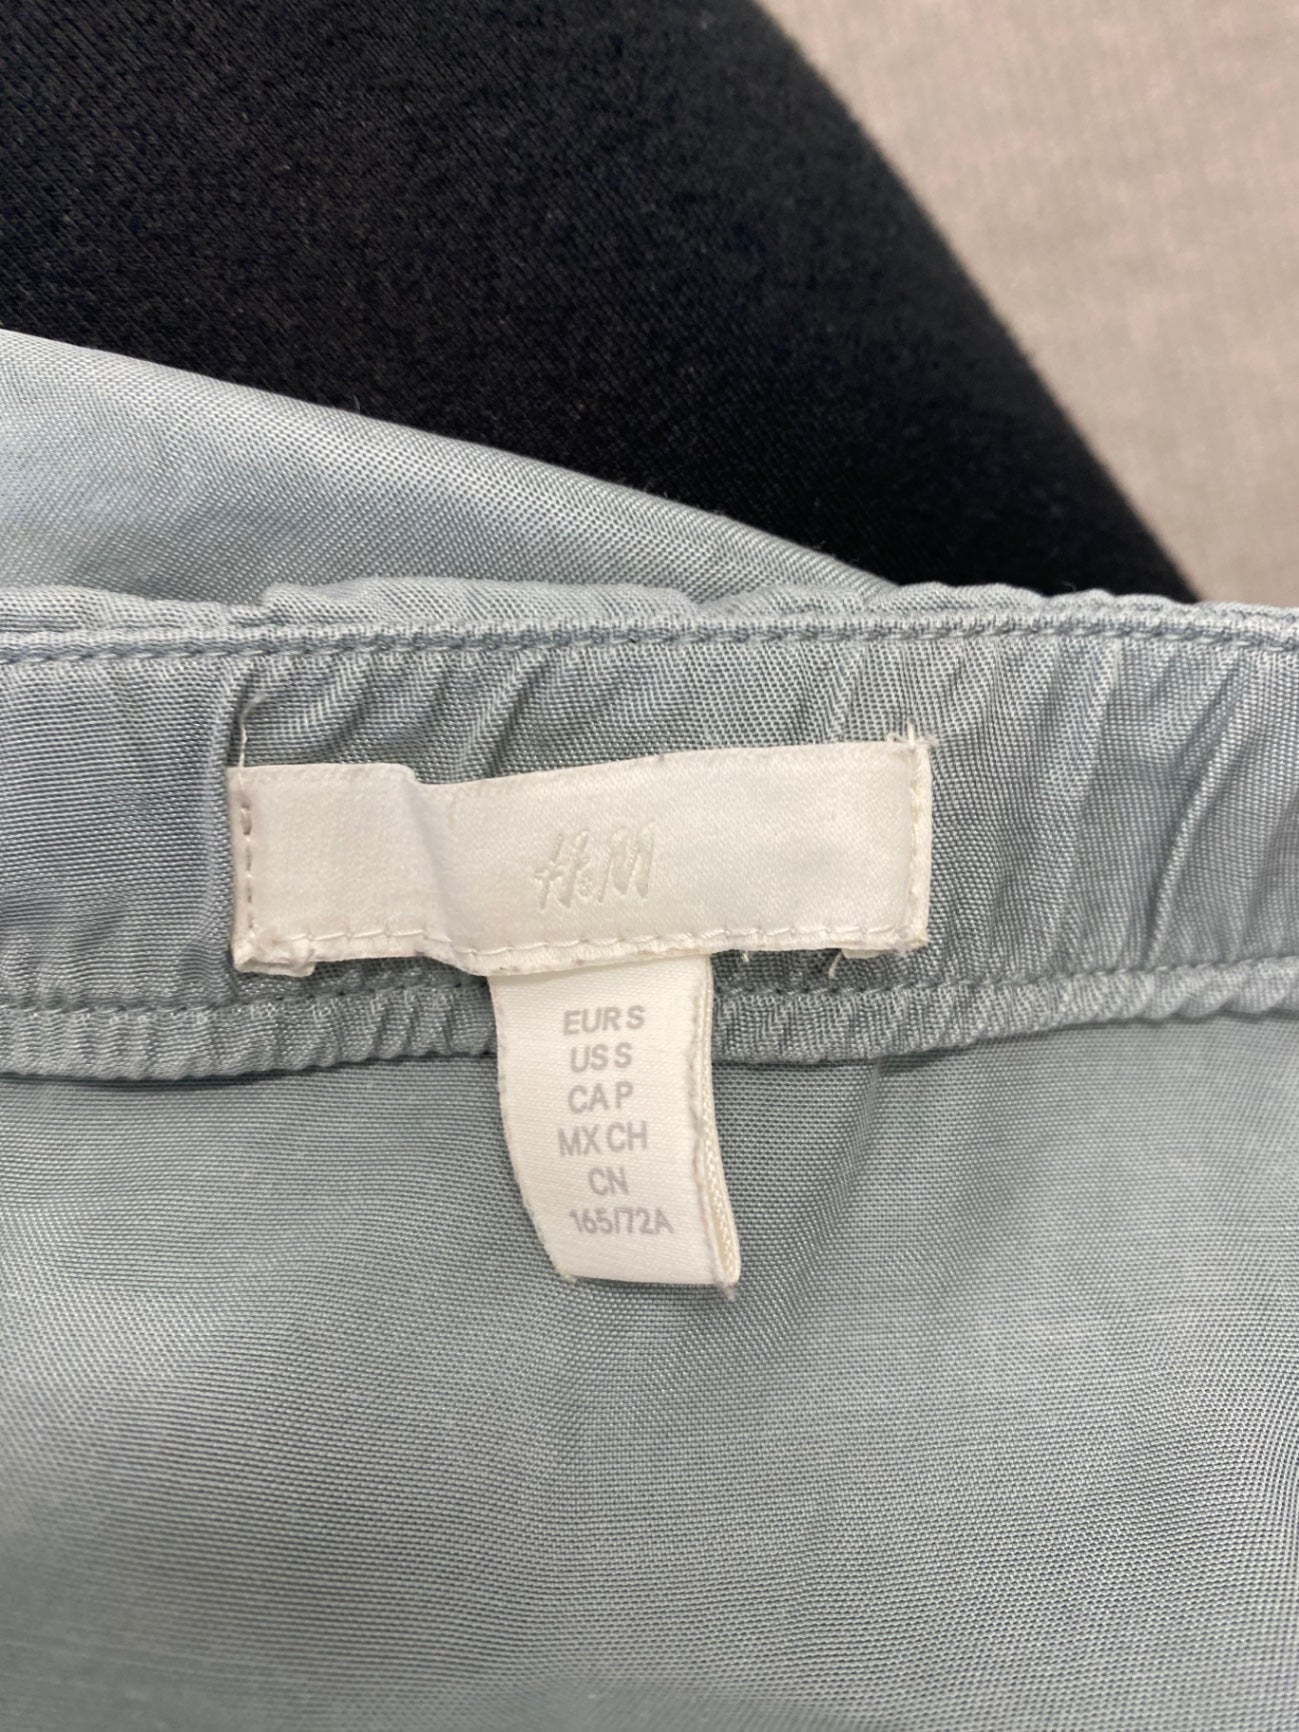 H&M
EUR S
US S
CA P
MX CH
CN
165/72A